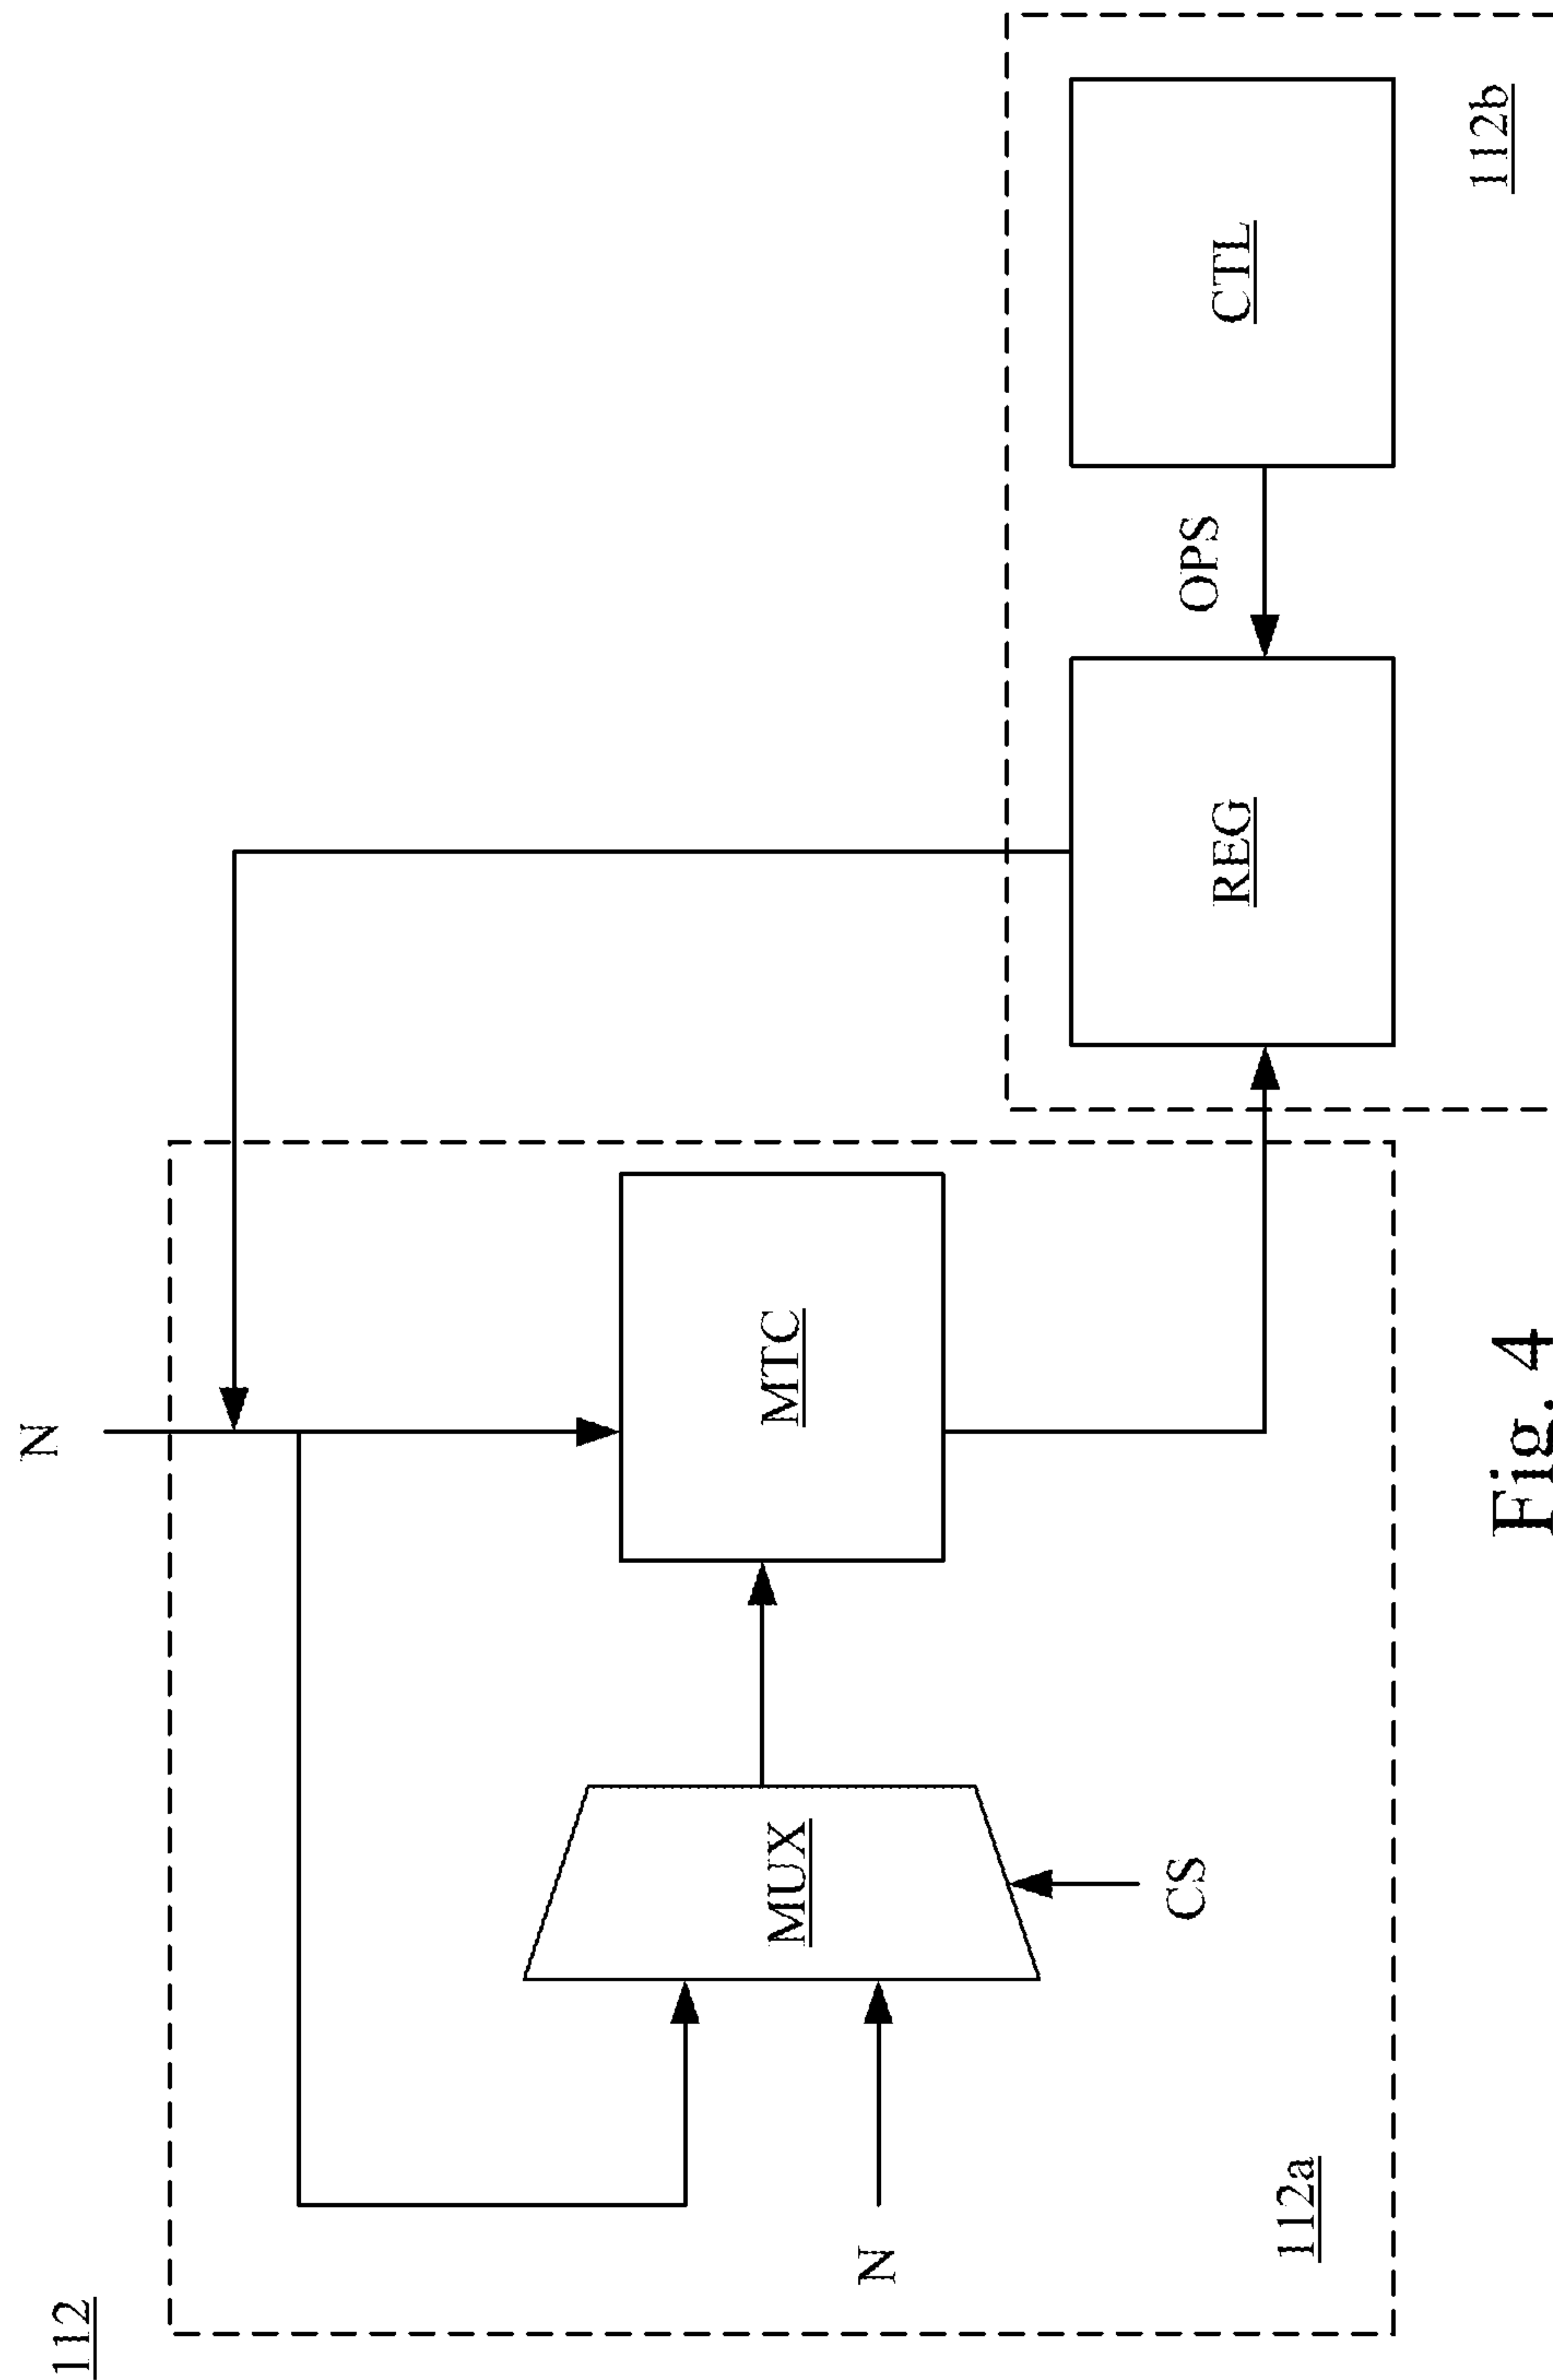 112
N
MUX
MTC
N
CS
OPS
REG
CTL
112a
112b
Fig. 4